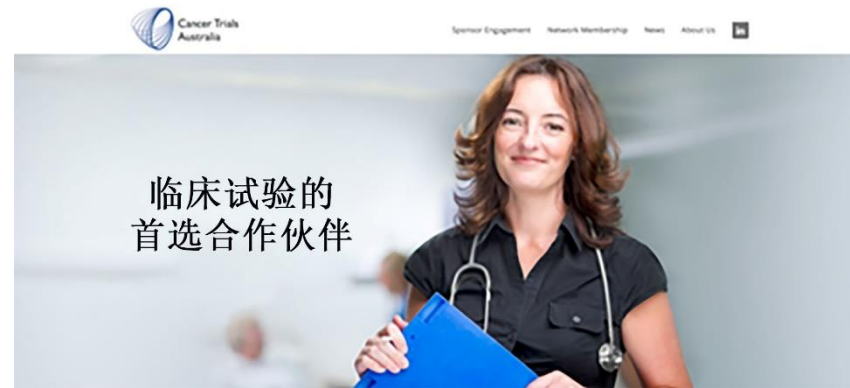 Cancer Trials
Australia
Sponsor Engagement Network Membership News About Us in
临床试验的
首选合作伙伴